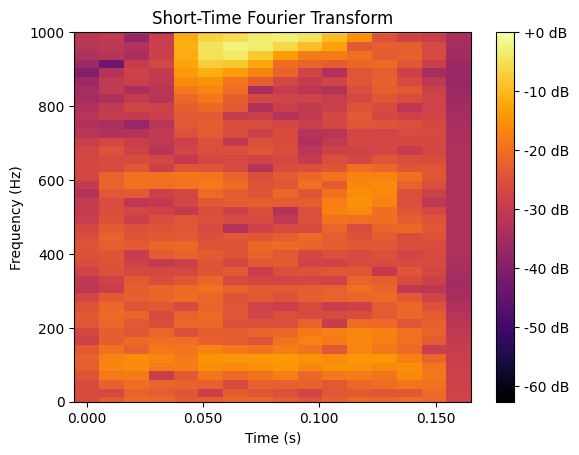 Short-Time Fourier Transform
1000
800
600
400
200
0
Frequency (Hz)
0.000
0.050
0.100
0.150
Time (s)
+0 dB
-10 dB
-20 dB
-30 dB
-40 dB
-50 dB
-60 dB